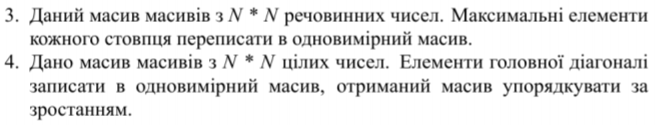 3. Даний масив масивів з N * N речовинних чисел. Максимальні елементи
кожного стовпця переписати в одновимірний масив.
4. Дано масив масивів з N * N цілих чисел. Елементи головної діагоналі
записати в одновимірний масив, отриманий масив упорядкувати за
зростанням.